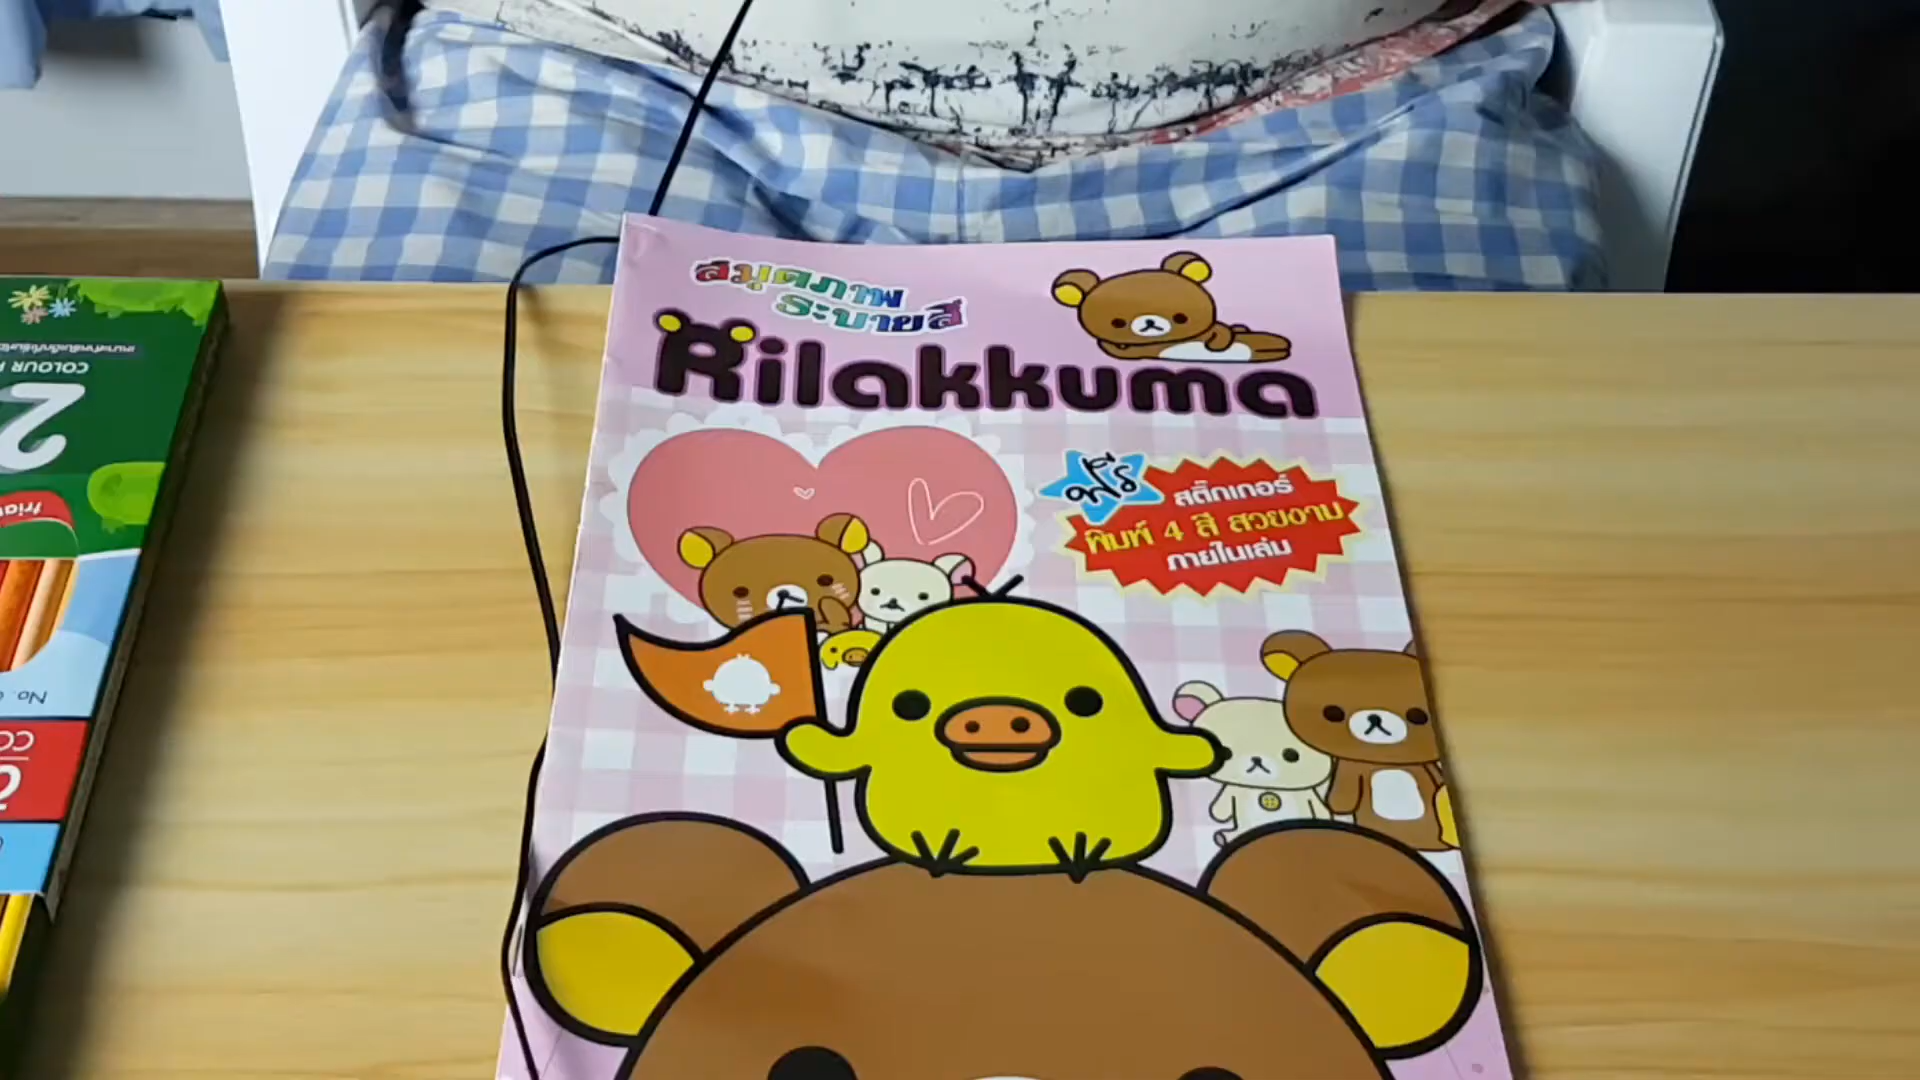 สมุดภาพ
ระบายสี
Rilakkuma
ฟรี
สติ๊กเกอร์
พิมพ์ 4 สี สวยงาม
ภายในเล่ม
COLOUR
2
No.